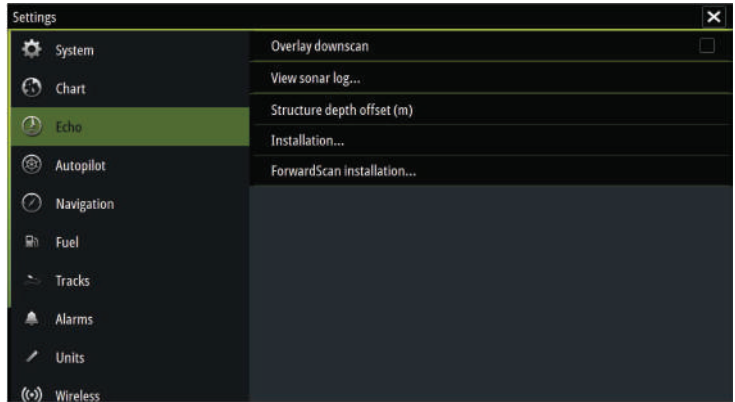 Settings
System
Chart
Echo
Autopilot
Navigation
Fuel
Tracks
Alarms
Units
Wireless
Overlay downscan
View sonar log...
Structure depth offset (m)
Installation...
ForwardScan installation...